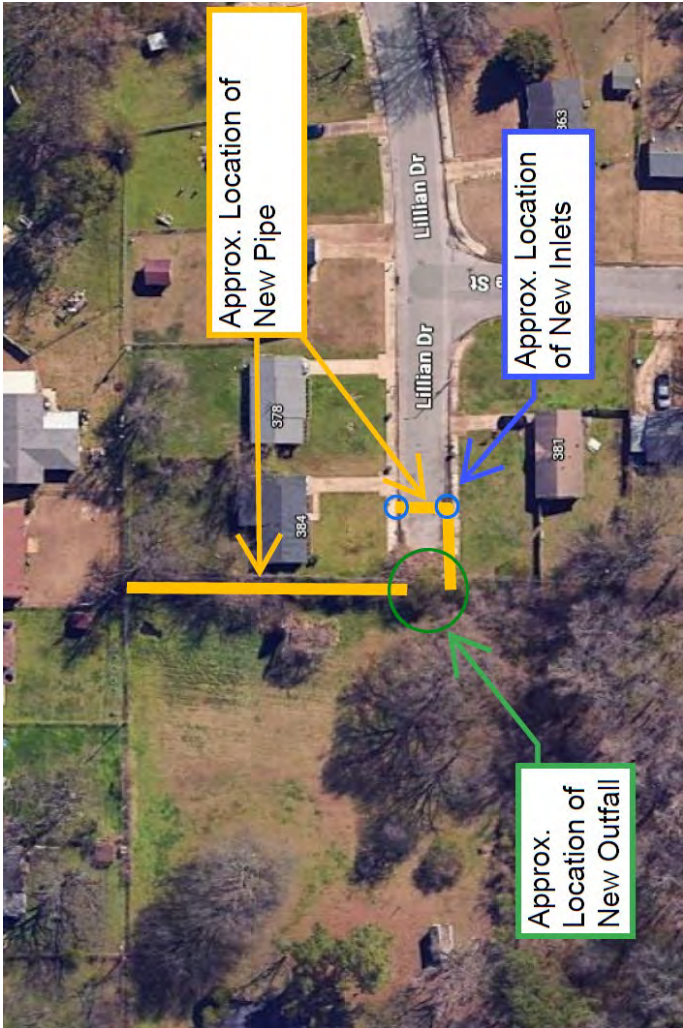 Approx. Location of
New Pipe
Approx. Location
of New Inlets
Approx.
Location of
New Outfall
Lillian Dr
Lillian Dr
St
363
378
384
381